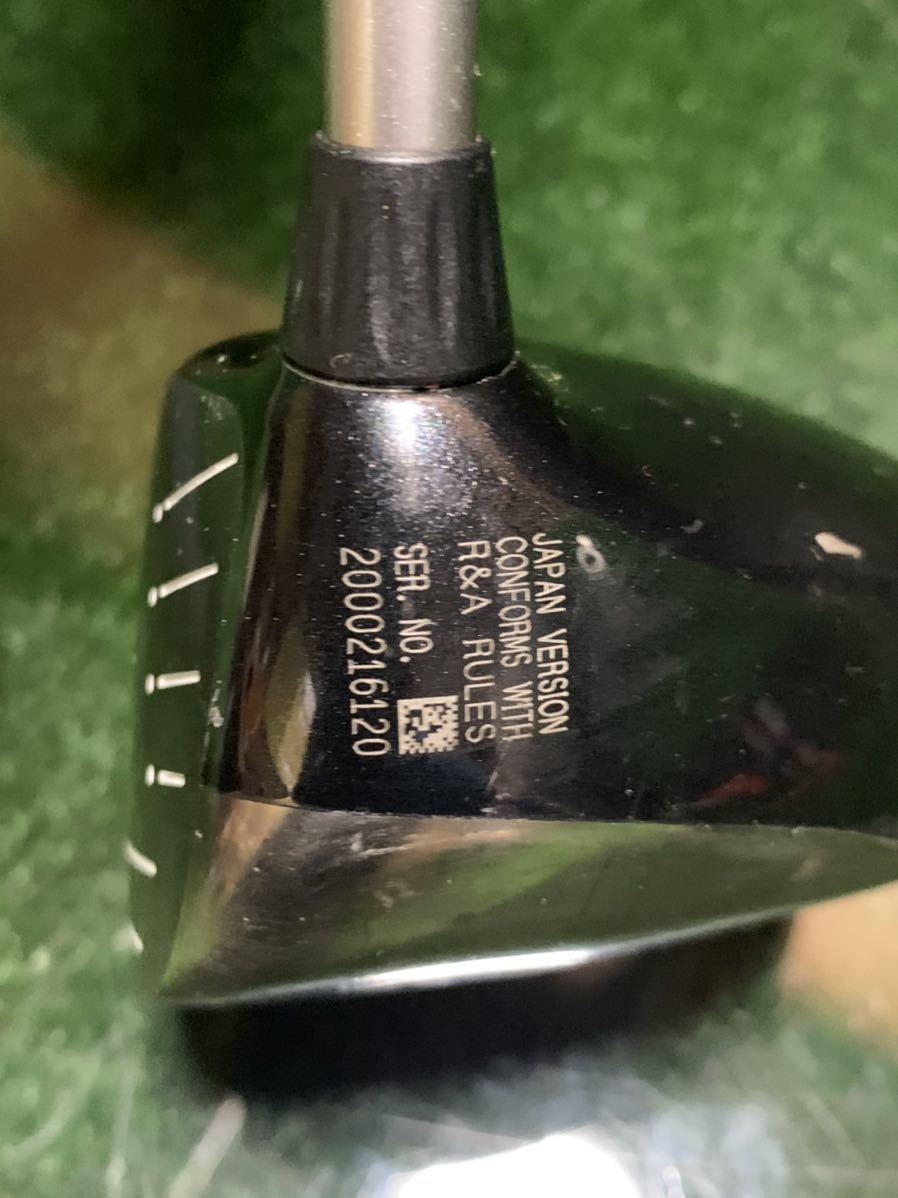 JAPAN VERSION
CONFORMS WITH
R&A RULES
SER. NO.
2000216120